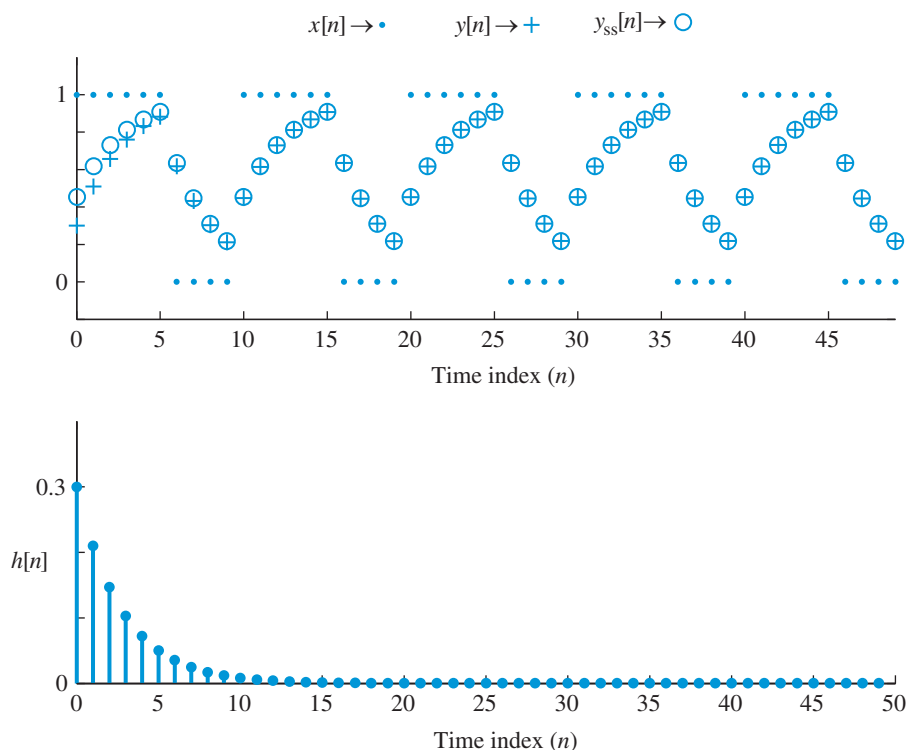 x[n]→• y[n]→+ yss[n]→○
1
0
0 5 10 15 20 25 30 35 40 45
Time index (n)
0.3
h[n]
0
0 5 10 15 20 25 30 35 40 45 50
Time index (n)